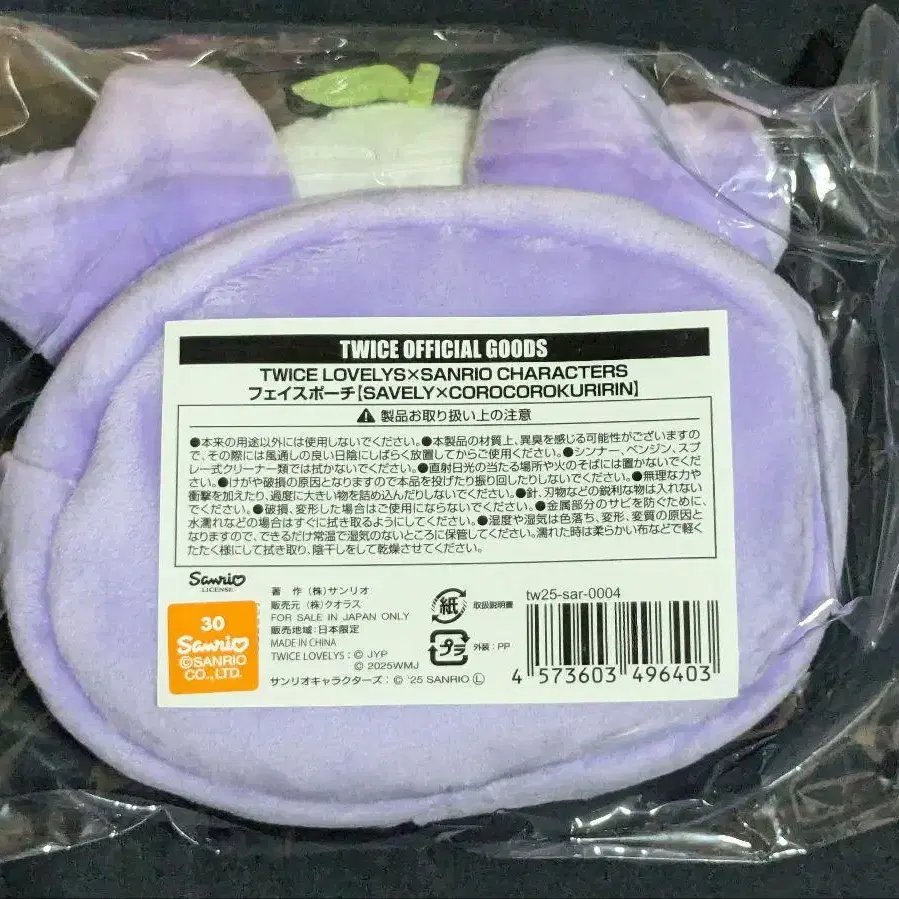 TWICE OFFICIAL GOODS
TWICE LOVELYS×SANRIO CHARACTERS
フェイスポーチ【SAVELY×COROCOROKURIRIN】
⚠ 製品お取り扱い上の注意
●本来の用途以外には使用しないでください。●本製品の材質上、異臭を感じる可能性がございますの
で、その際には風通しの良い日陰にしばらく放置してからご使用ください。●シンナー、ベンジン、スプ
レー式クリーナー類では拭かないでください。●直射日光の当たる場所や火のそばには置かないでくだ
さい。●けがや破損の原因となりますので本品を投げたり振り回したりしないでください。●無理な力や
衝撃を加えたり、過度に大きい物を詰め込んだりしないでください。●針、刃物などの鋭利な物は入れない
でください。●破損、変形した場合はご使用にならないでください。●金属部分のサビを防ぐために、
水濡れなどの場合はすぐに拭き取るようにしてください。●湿度や湿気は色落ち、変形、変質の原因と
なりますので、できるだけ常温で湿気のないところに保管してください。濡れた時は柔らかい布などで軽く
たたく様にして拭き取り、陰干しをして乾燥させてください。
Sanrio
LICENSE
30
Sanrio
©SANRIO
CO.,LTD.
著 作 (株)サンリオ
販売元 (株)クオラス
FOR SALE IN JAPAN ONLY
販売地域:日本限定
MADE IN CHINA
TWICE LOVELYS:© JYP
© 2025WMJ
サンリオキャラクターズ:© '25 SANRIO Ⓛ
紙 取扱説明書
プラ 外装:PP
tw25-sar-0004
4 573603 496403